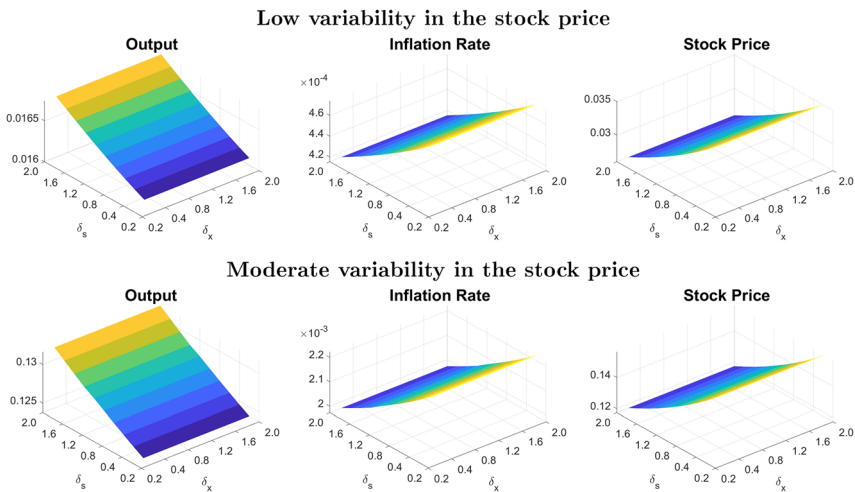 Low variability in the stock price
Output Inflation Rate Stock Price
×10⁻⁴
0.0165
0.016
2.0 1.6 1.2 0.8 0.4 0.2
0.2 0.4 0.8 1.2 1.6 2.0
δs δx
4.6
4.4
4.2
2.0 1.6 1.2 0.8 0.4 0.2
0.2 0.4 0.8 1.2 1.6 2.0
δs δx
0.035
0.03
2.0 1.6 1.2 0.8 0.4 0.2
0.2 0.4 0.8 1.2 1.6 2.0
δs δx
Moderate variability in the stock price
Output Inflation Rate Stock Price
×10⁻³
0.13
0.125
2.0 1.6 1.2 0.8 0.4 0.2
0.2 0.4 0.8 1.2 1.6 2.0
δs δx
2.2
2.1
2
2.0 1.6 1.2 0.8 0.4 0.2
0.2 0.4 0.8 1.2 1.6 2.0
δs δx
0.14
0.12
2.0 1.6 1.2 0.8 0.4 0.2
0.2 0.4 0.8 1.2 1.6 2.0
δs δx